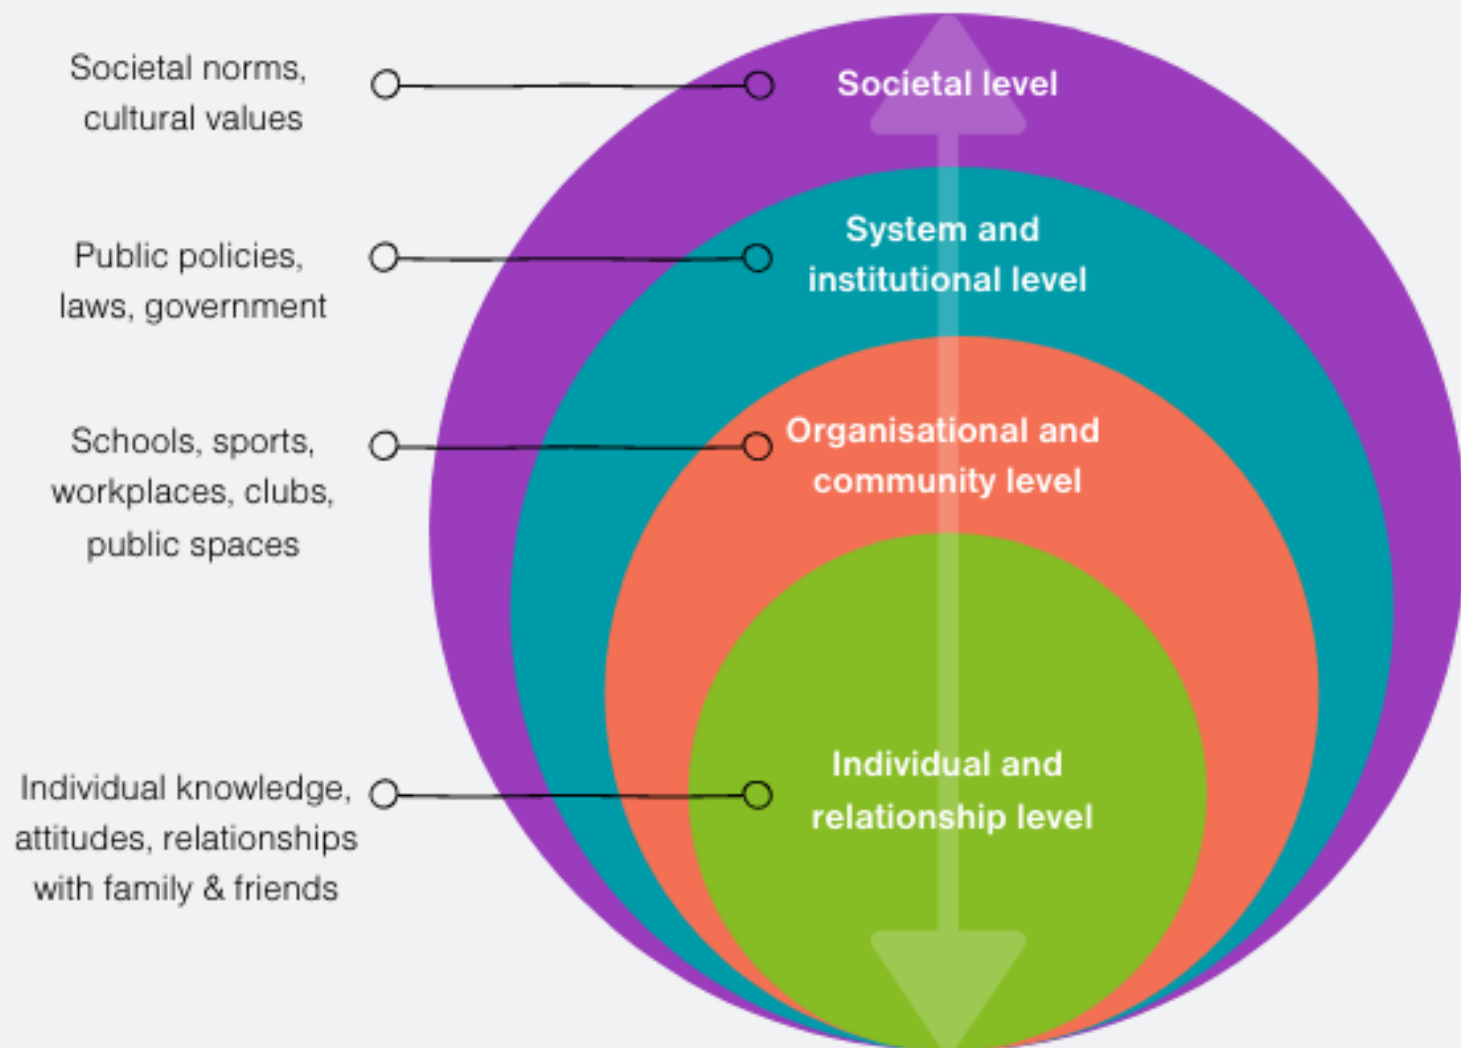 Societal norms,
cultural values
Societal level
Public policies,
laws, government
System and
institutional level
Schools, sports,
workplaces, clubs,
public spaces
Organisational and
community level
Individual knowledge,
attitudes, relationships
with family & friends
Individual and
relationship level